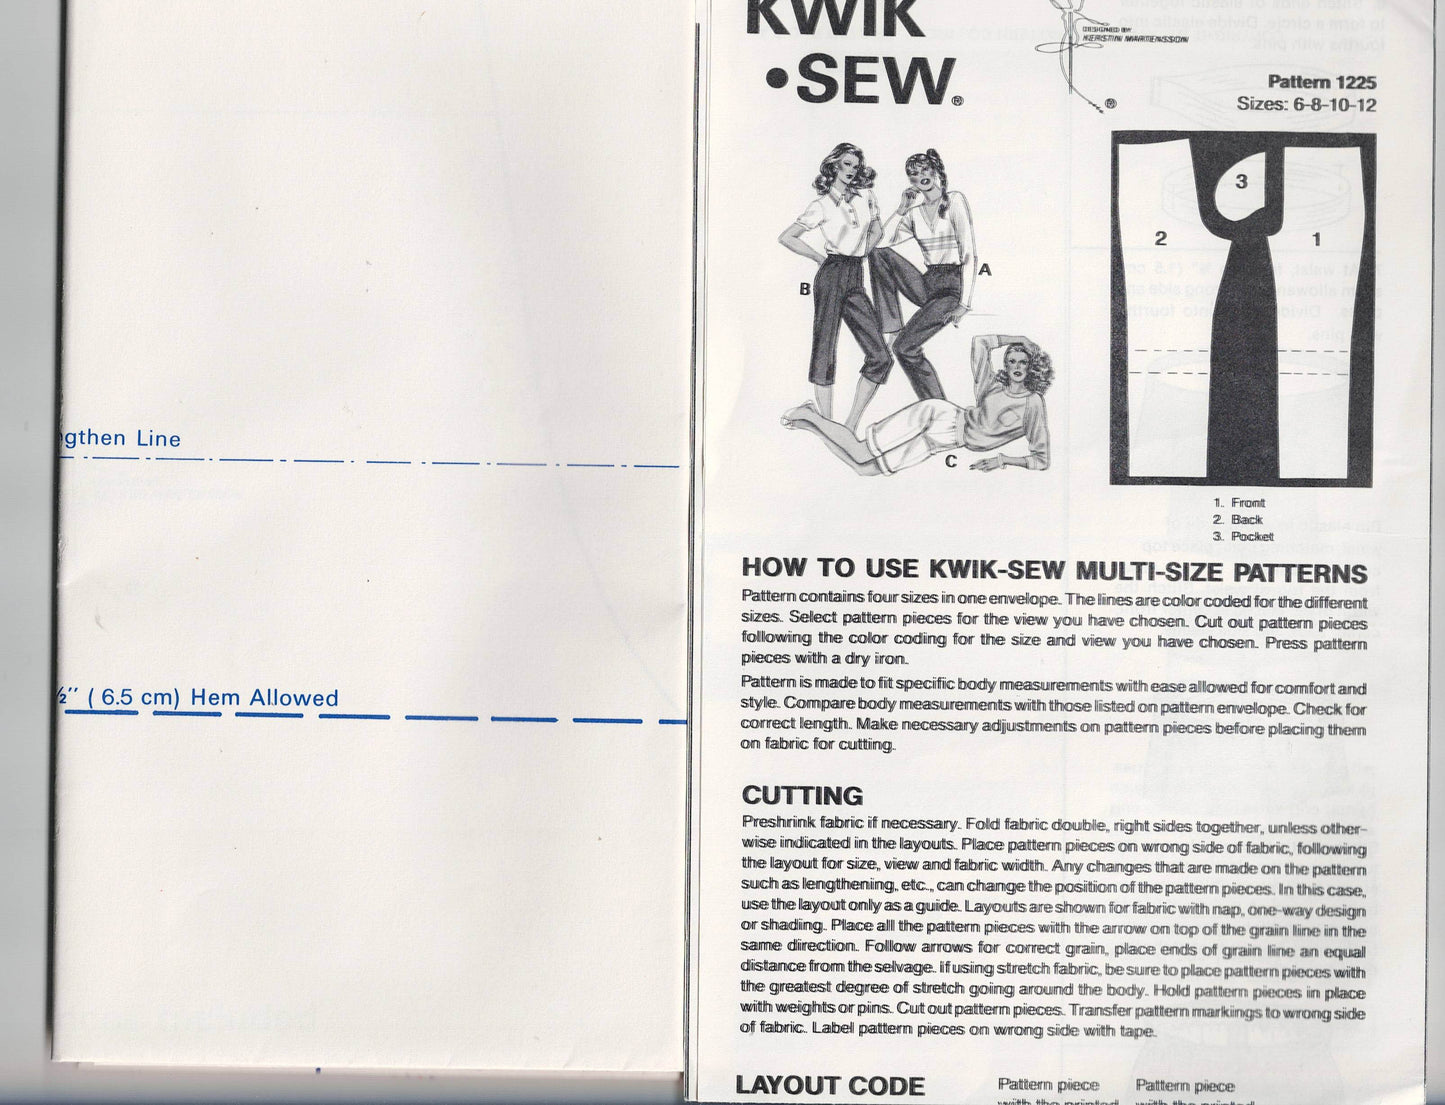 gthen Line
½" ( 6.5 cm) Hem Allowed
KWIK
•SEW®
DESIGNED BY
KERSTIN MARTENSSON
®
Pattern 1225
Sizes: 6-8-10-12
3
2
1
A
B
C
1. Front
2. Back
3. Pocket
HOW TO USE KWIK-SEW MULTI-SIZE PATTERNS
Pattern contains four sizes in one envelope. The lines are color coded for the different
sizes. Select pattern pieces for the view you have chosen. Cut out pattern pieces
following the color coding for the size and view you have chosen. Press pattern
pieces with a dry iron.
Pattern is made to fit specific body measurements with ease allowed for comfort and
style. Compare body measurements with those listed on pattern envelope. Check for
correct length. Make necessary adjustments on pattern pieces before placing them
on fabric for cutting.
CUTTING
Preshrink fabric if necessary. Fold fabric double, right sides together, unless other-
wise indicated in the layouts. Place pattern pieces on wrong side of fabric, following
the layout for size, view and fabric width. Any changes that are made on the pattern
such as lengthening, etc., can change the position of the pattern pieces. In this case,
use the layout only as a guide. Layouts are shown for fabric with nap, one-way design
or shading. Place all the pattern pieces with the arrow on top of the grain line in the
same direction. Follow arrows for correct grain, place ends of grain line an equal
distance from the selvage. If using stretch fabric, be sure to place pattern pieces with
the greatest degree of stretch going around the body. Hold pattern pieces in place
with weights or pins. Cut out pattern pieces. Transfer pattern markings to wrong side
of fabric. Label pattern pieces on wrong side with tape.
LAYOUT CODE
Pattern piece
with the printed
Pattern piece